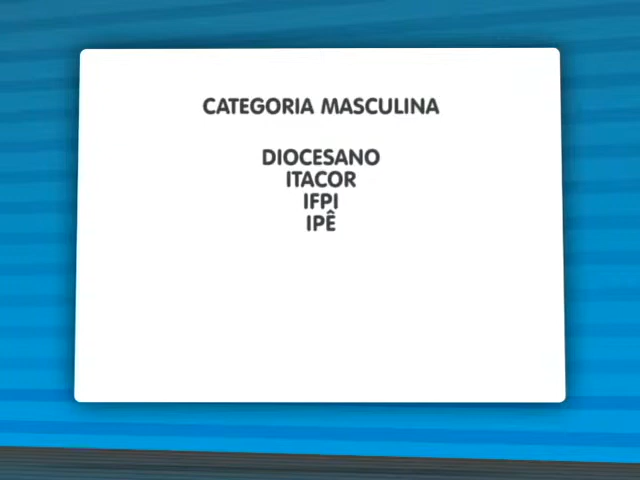 CATEGORIA MASCULINA
DIOCESANO
ITACOR
IFPI
IPÊ